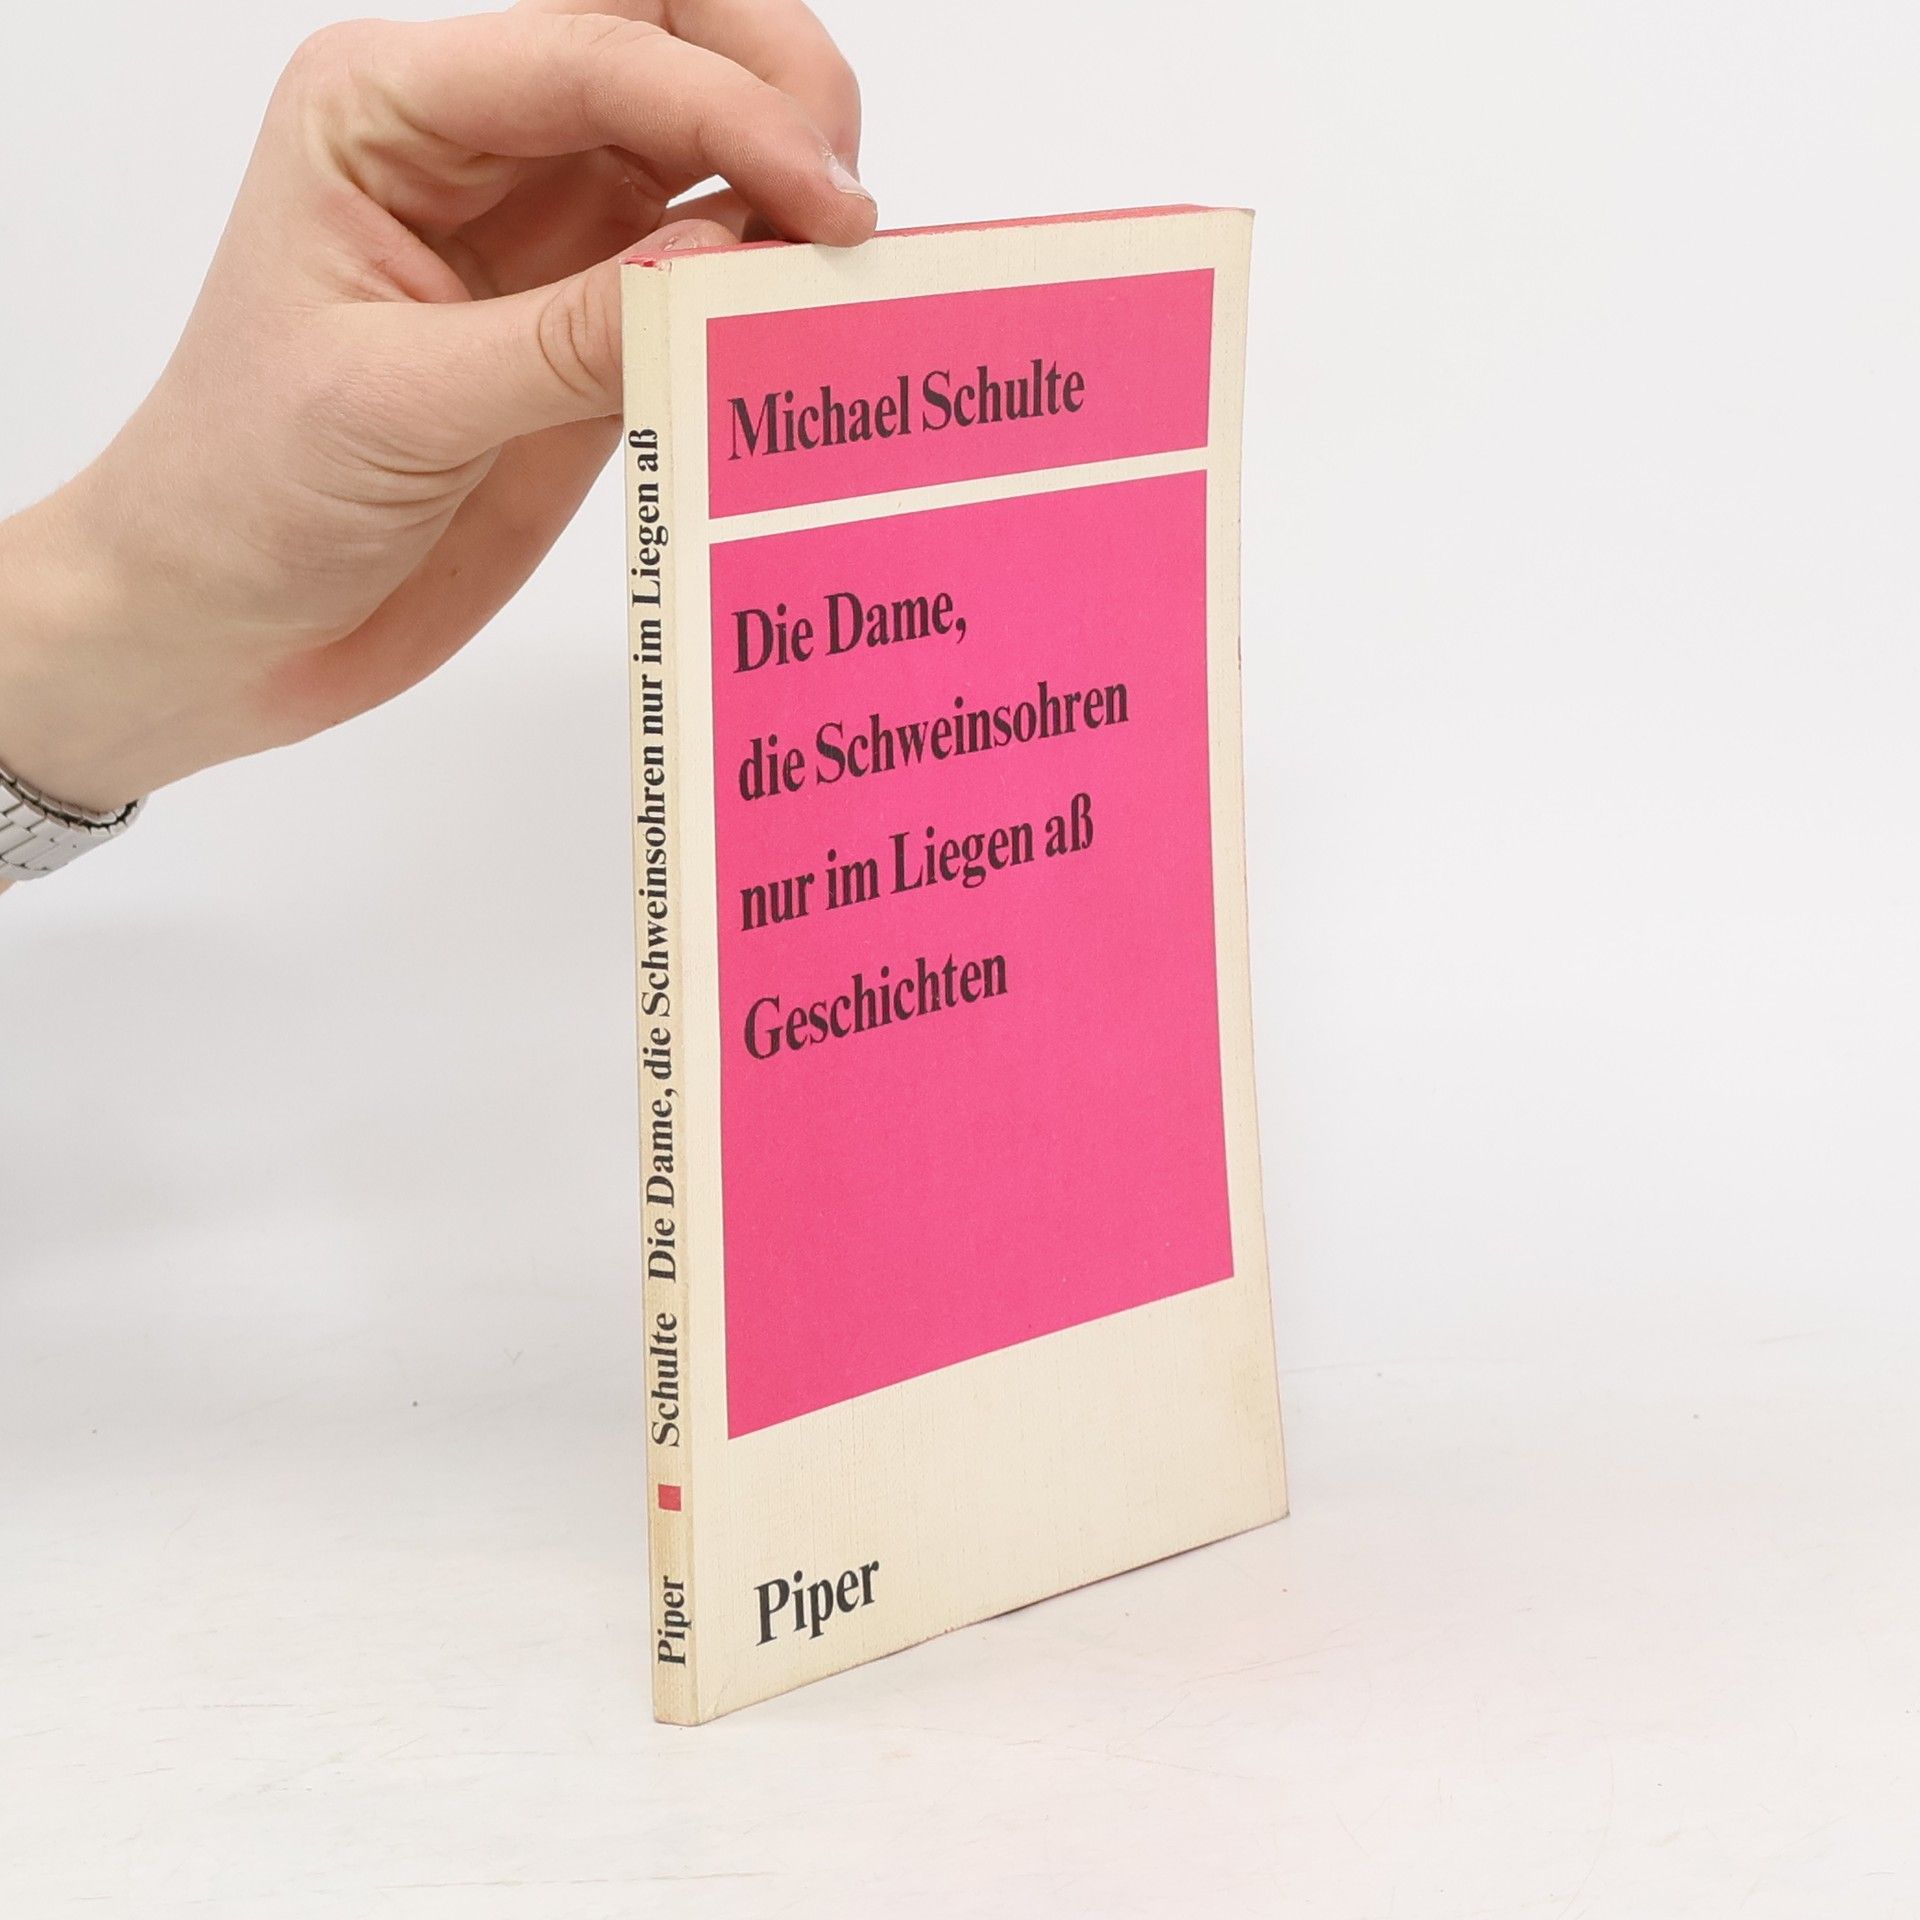 Michael Schulte
Die Dame,
die Schweinsohren
nur im Liegen aß
Geschichten
Piper
Piper Schulte Die Dame, die Schweinsohren nur im Liegen aß